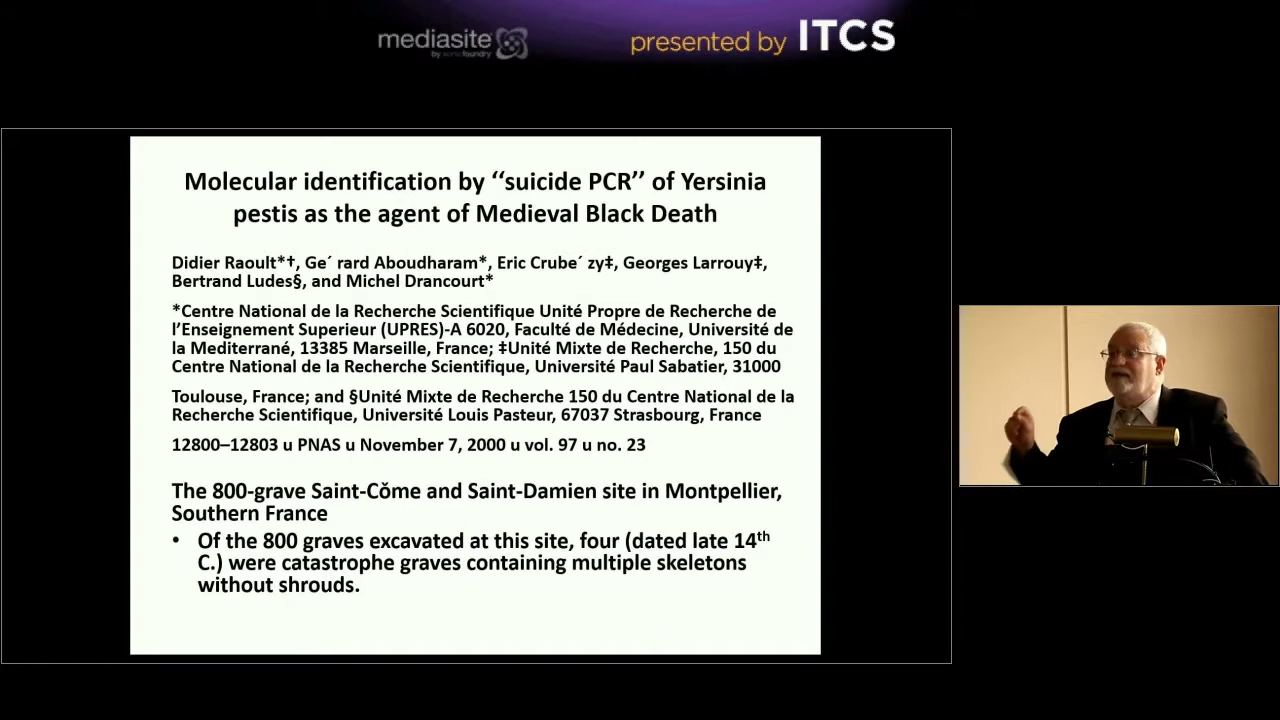 mediasite
by sonicfoundry
presented by ITCS
Molecular identification by ‘‘suicide PCR’’ of Yersinia
pestis as the agent of Medieval Black Death
Didier Raoult*†, Ge´ rard Aboudharam*, Eric Crube´ zy‡, Georges Larrouy‡,
Bertrand Ludes§, and Michel Drancourt*
*Centre National de la Recherche Scientifique Unité Propre de Recherche de
l’Enseignement Superieur (UPRES)-A 6020, Faculté de Médecine, Université de
la Mediterrané, 13385 Marseille, France; ‡Unité Mixte de Recherche, 150 du
Centre National de la Recherche Scientifique, Université Paul Sabatier, 31000
Toulouse, France; and §Unité Mixte de Recherche 150 du Centre National de la
Recherche Scientifique, Université Louis Pasteur, 67037 Strasbourg, France
12800–12803 u PNAS u November 7, 2000 u vol. 97 u no. 23
The 800-grave Saint-Cǒme and Saint-Damien site in Montpellier,
Southern France
• Of the 800 graves excavated at this site, four (dated late 14th
C.) were catastrophe graves containing multiple skeletons
without shrouds.